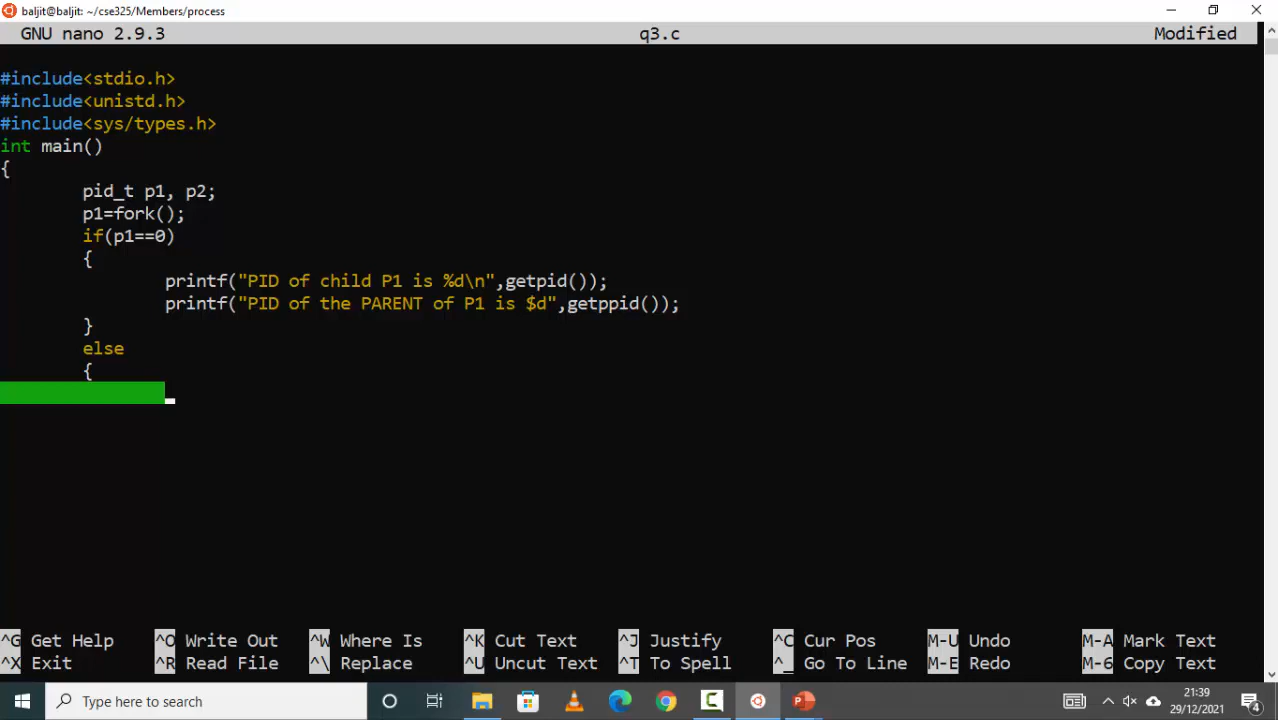 baljit@baljit: ~/cse325/Members/process
GNU nano 2.9.3 q3.c Modified
#include<stdio.h>
#include<unistd.h>
#include<sys/types.h>
int main()
{
pid_t p1, p2;
p1=fork();
if(p1==0)
{
printf("PID of child P1 is %d\n",getpid());
printf("PID of the PARENT of P1 is $d",getppid());
}
else
{
^G Get Help ^O Write Out ^W Where Is ^K Cut Text ^J Justify ^C Cur Pos M-U Undo M-A Mark Text
^X Exit ^R Read File ^\ Replace ^U Uncut Text ^T To Spell ^_ Go To Line M-E Redo M-6 Copy Text
Type here to search
21:39
29/12/2021
4